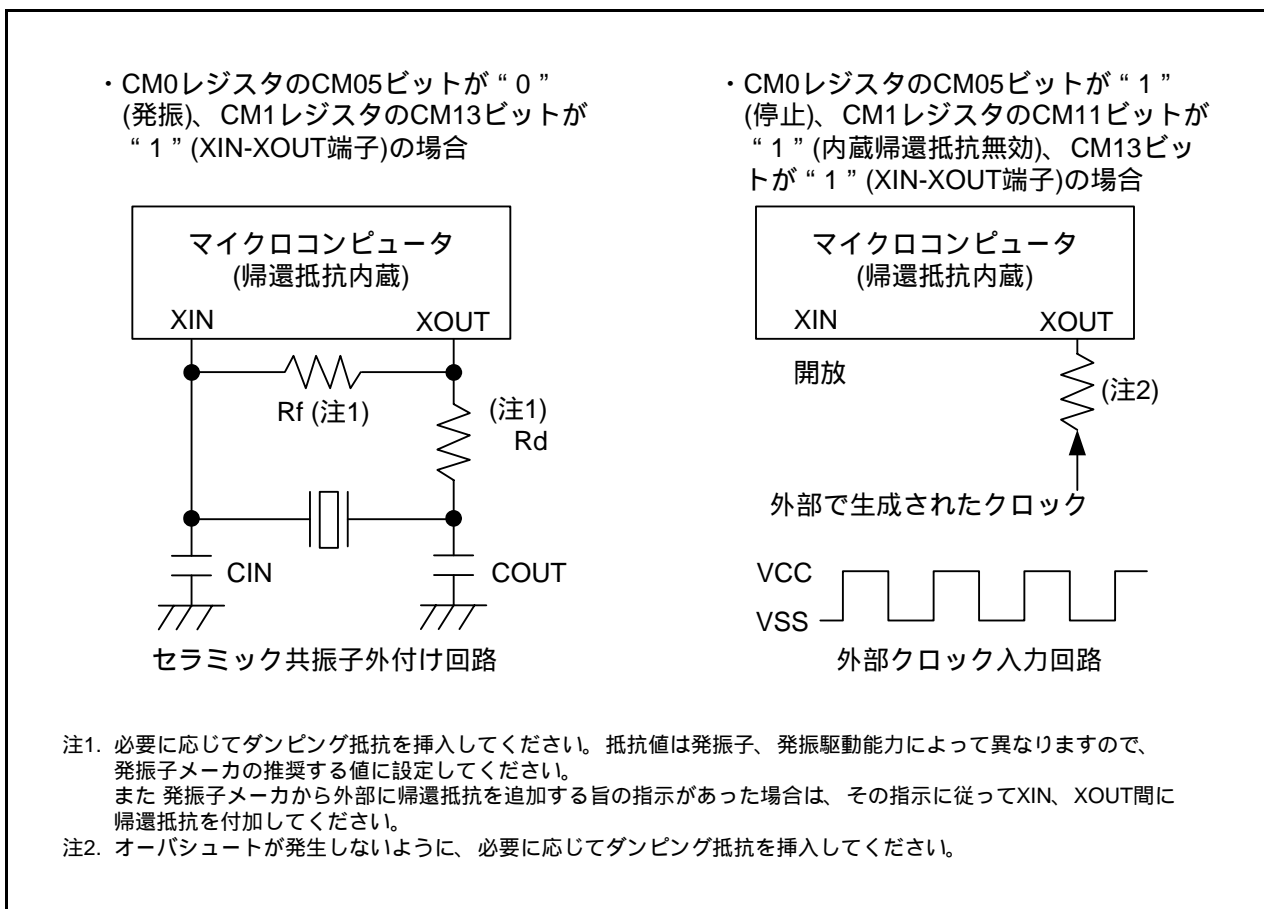 ・CM0レジスタのCM05ビットが“0”
(発振)、CM1レジスタのCM13ビットが
“1”(XIN-XOUT端子)の場合
マイクロコンピュータ
(帰還抵抗内蔵)
XIN
XOUT
Rf (注1)
(注1)
Rd
CIN
COUT
セラミック共振子外付け回路
・CM0レジスタのCM05ビットが“1”
(停止)、CM1レジスタのCM11ビットが
“1”(内蔵帰還抵抗無効)、CM13ビッ
トが“1”(XIN-XOUT端子)の場合
マイクロコンピュータ
(帰還抵抗内蔵)
XIN
XOUT
開放
(注2)
外部で生成されたクロック
VCC
VSS
外部クロック入力回路
注1. 必要に応じてダンピング抵抗を挿入してください。抵抗値は発振子、発振駆動能力によって異なりますので、
発振子メーカの推奨する値に設定してください。
また 発振子メーカから外部に帰還抵抗を追加する旨の指示があった場合は、その指示に従ってXIN、XOUT間に
帰還抵抗を付加してください。
注2. オーバシュートが発生しないように、必要に応じてダンピング抵抗を挿入してください。